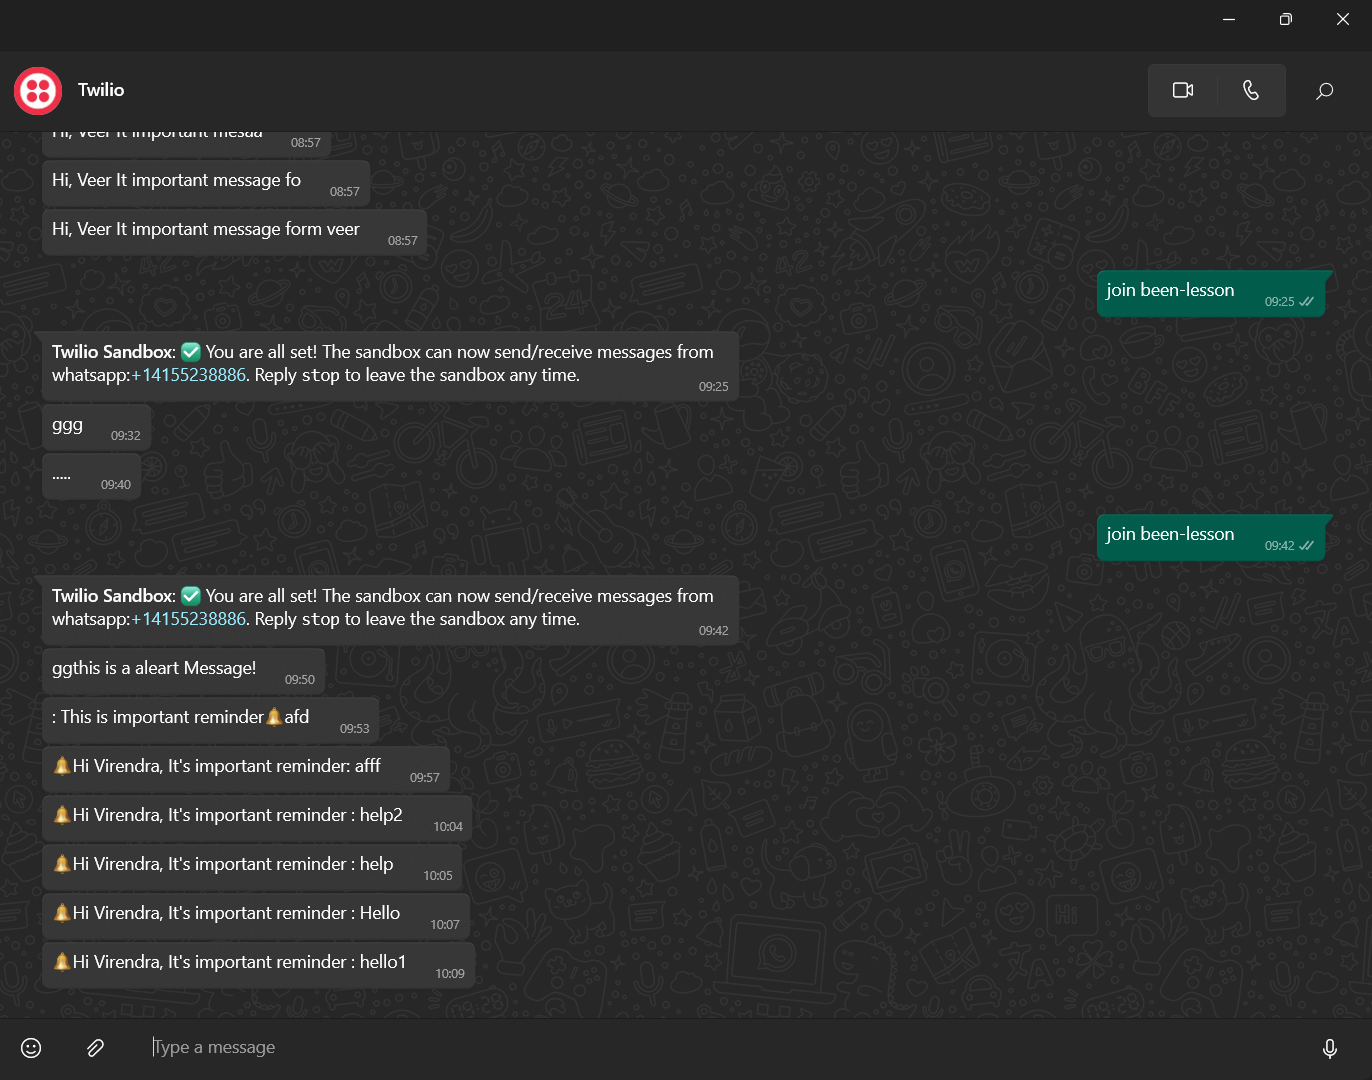 Twilio
Hi, Veer It important mesaa
08:57
Hi, Veer It important message fo
08:57
Hi, Veer It important message form veer
08:57
join been-lesson
09:25
Twilio Sandbox: ✅ You are all set! The sandbox can now send/receive messages from
whatsapp:+14155238886. Reply stop to leave the sandbox any time.
09:25
ggg
09:32
.....
09:40
join been-lesson
09:42
Twilio Sandbox: ✅ You are all set! The sandbox can now send/receive messages from
whatsapp:+14155238886. Reply stop to leave the sandbox any time.
09:42
ggthis is a aleart Message!
09:50
: This is important reminder🔔afd
09:53
🔔Hi Virendra, It's important reminder: afff
09:57
🔔Hi Virendra, It's important reminder : help2
10:04
🔔Hi Virendra, It's important reminder : help
10:05
🔔Hi Virendra, It's important reminder : Hello
10:07
🔔Hi Virendra, It's important reminder : hello1
10:09
Type a message